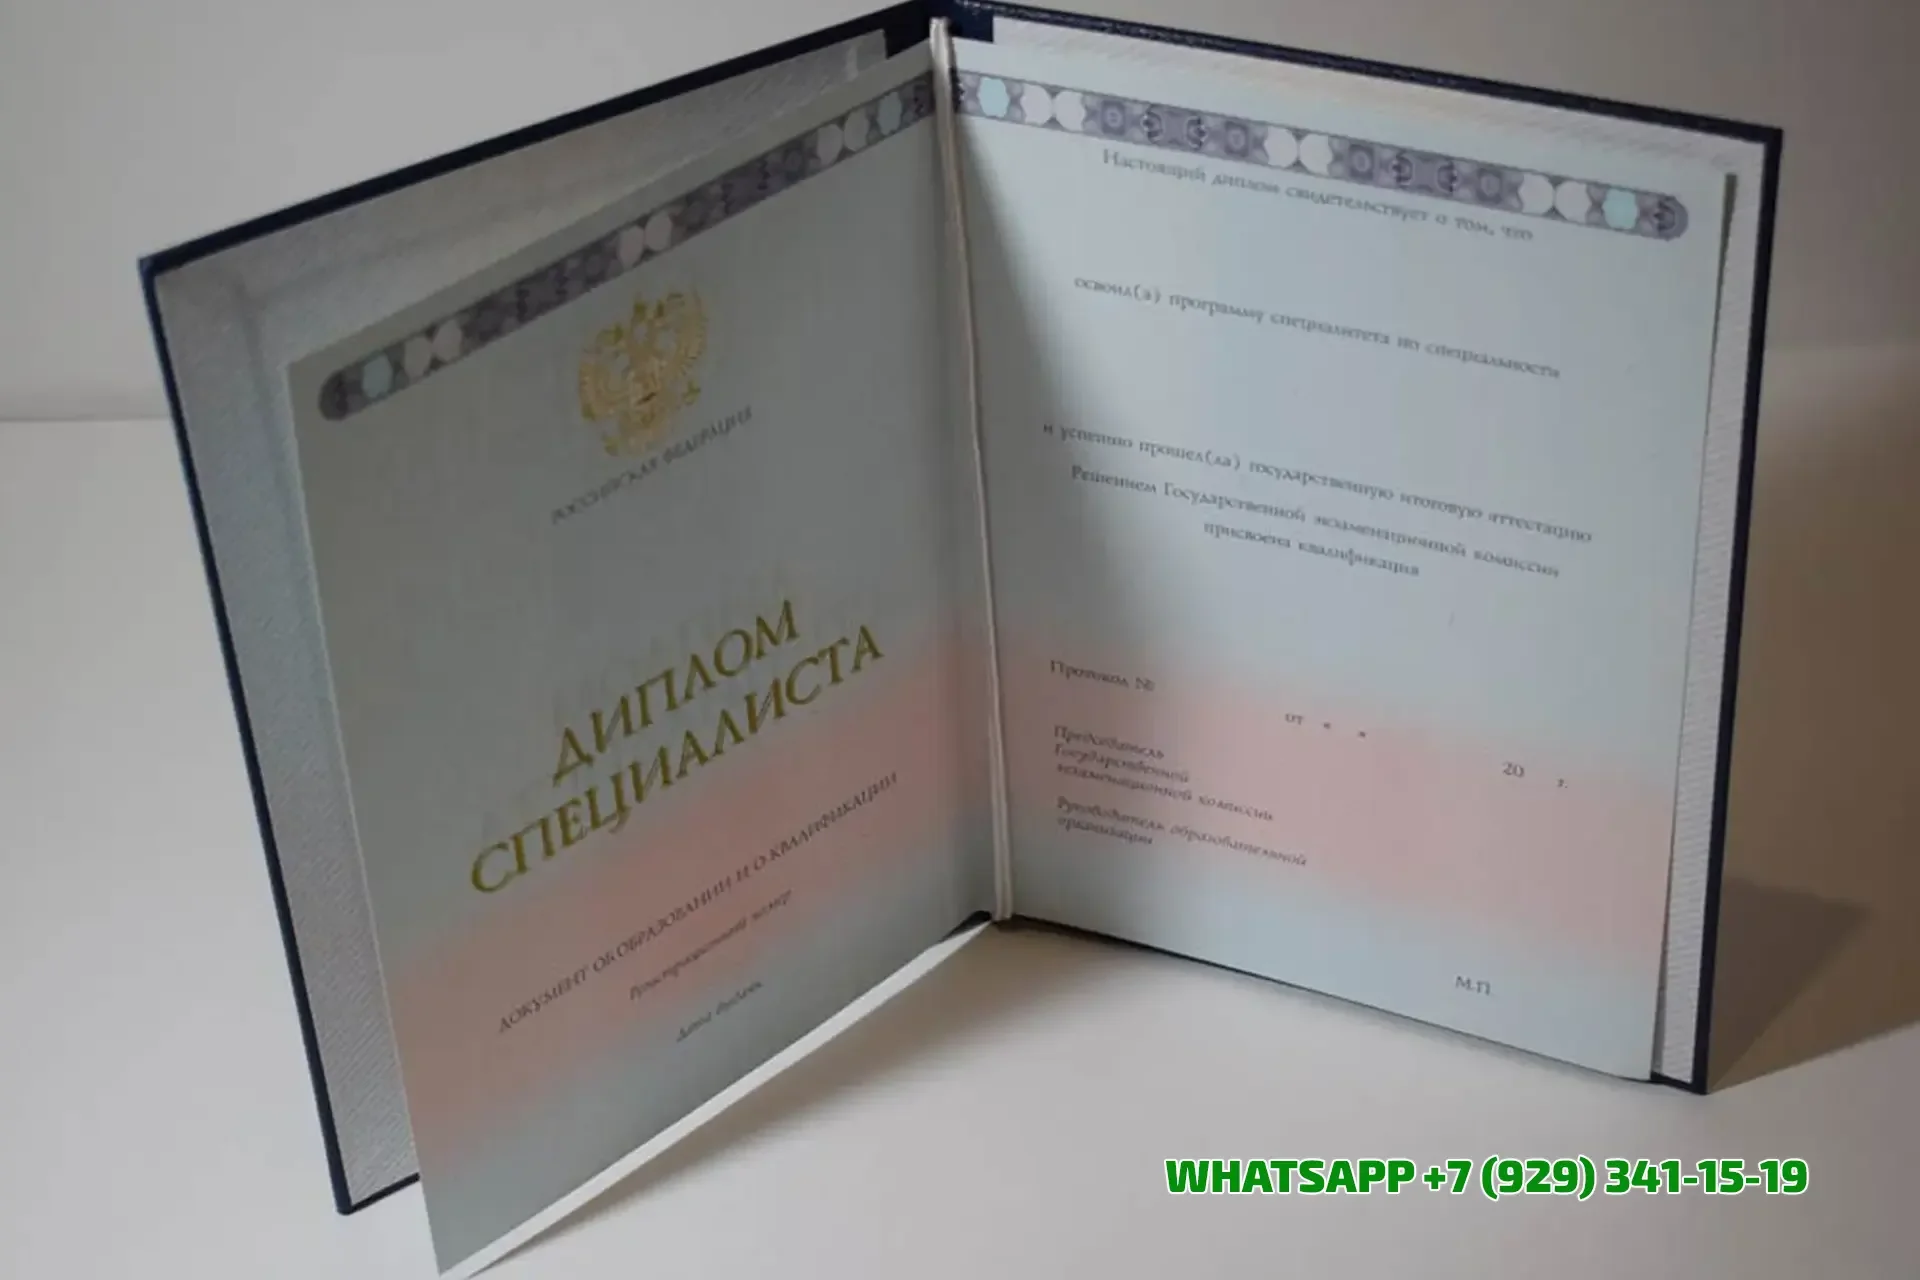 РОССИЙСКАЯ ФЕДЕРАЦИЯ
ДИПЛОМ
СПЕЦИАЛИСТА
ДОКУМЕНТ ОБ ОБРАЗОВАНИИ И О КВАЛИФИКАЦИИ
Регистрационный номер
Дата выдачи
Настоящий диплом свидетельствует о том, что
освоил(а) программу специалитета по специальности
и успешно прошел(ла) государственную итоговую аттестацию
Решением Государственной экзаменационной комиссии
присвоена квалификация
Протокол №
от « »
20 г.
Председатель
Государственной
экзаменационной комиссии
Руководитель образовательной
организации
М.П.
WHATSAPP +7 (929) 341-15-19